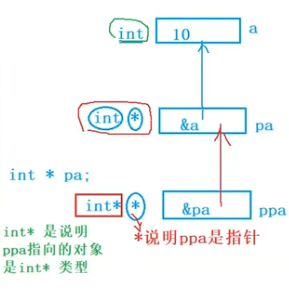 int 10 a
int * &a pa
int * pa;
int* * &pa ppa
int* 是说明
ppa指向的对象
是int* 类型
*说明ppa是指针